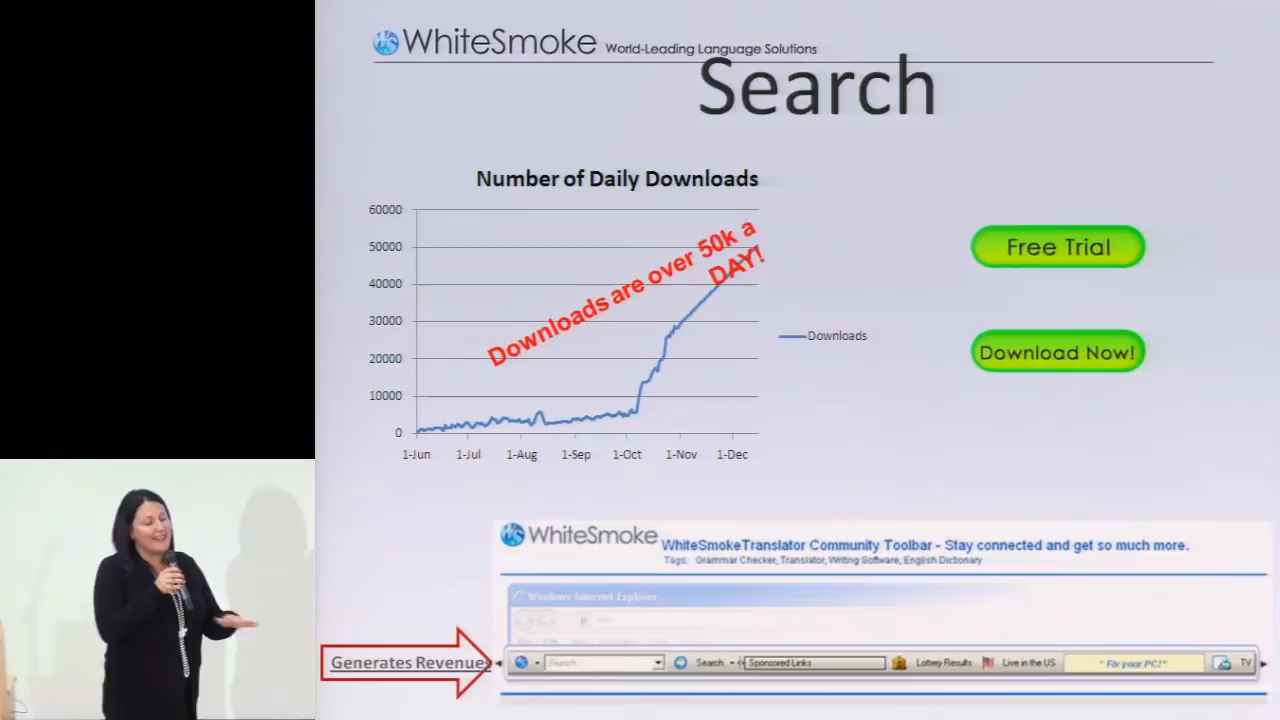 WhiteSmoke World-Leading Language Solutions
Search
Number of Daily Downloads
60000
50000
40000
30000
20000
10000
0
1-Jun 1-Jul 1-Aug 1-Sep 1-Oct 1-Nov 1-Dec
Downloads are over 50k a
DAY!
Downloads
Free Trial
Download Now!
WhiteSmoke
WhiteSmokeTranslator Community Toolbar - Stay connected and get so much more.
Tags: Grammar Checker, Translator, Writing Software, English Dictionary
Windows Internet Explorer
Generates Revenues
Search Search Sponsored Links Lottery Results Live in the US "Fix your PC!" TV